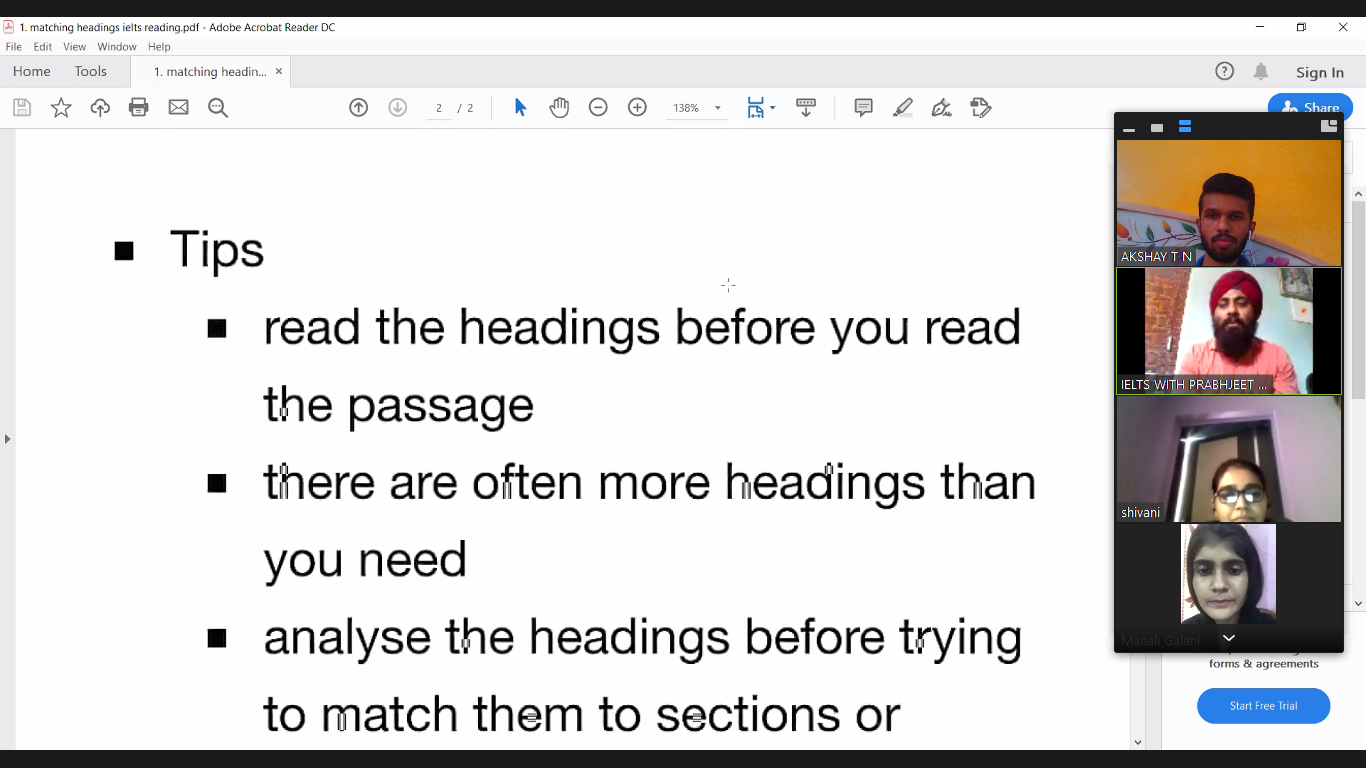 1. matching headings ielts reading.pdf - Adobe Acrobat Reader DC
File Edit View Window Help
Home Tools 1. matching headin... × Sign In
2 / 2 138% Share
Tips
read the headings before you read
the passage
there are often more headings than
you need
analyse the headings before trying
to match them to sections or
AKSHAY T N
IELTS WITH PRABHJEET ...
shivani
Manali Galani
forms & agreements
Start Free Trial